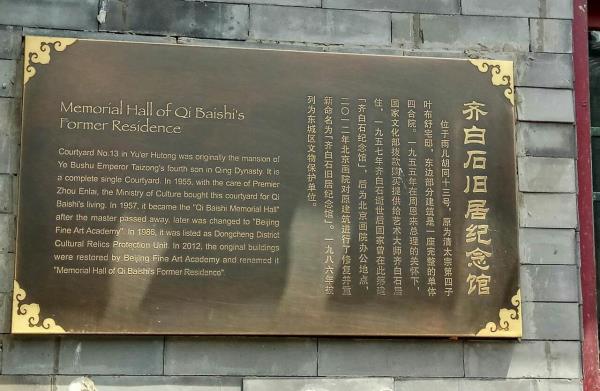 Memorial Hall of Qi Baishi's
Former Residence
Courtyard No.13 in Yu'er Hutong was originally the mansion of
Ye Bushu Emperor Taizong's fourth son in Qing Dynasty. It is
a complete single Courtyard. In 1955, with the care of Premier
Zhou Enlai, the Ministry of Culture bought this courtyard for Qi
Baishi's living. In 1957, it became the "Qi Baishi Memorial Hall"
after the master passed away, later was changed to "Beijing
Fine Art Academy". In 1986, it was listed as Dongcheng District
Cultural Relics Protection Unit. In 2012, the original buildings
were restored by Beijing Fine Art Academy and renamed it
"Memorial Hall of Qi Baishi's Former Residence".
齐白石旧居纪念馆
位于雨儿胡同十三号，原为清太宗第四子
叶布舒宅邸，东边部分建筑是一座完整的单体
四合院。一九五五年在周恩来总理的关怀下，
国家文化部拨款购买提供给艺术大师齐白石居
住，一九五七年齐白石逝世后国家曾在此筹建
「齐白石纪念馆」，后为北京画院办公地点，
二〇一二年北京画院对原建筑进行了修复并重
新命名为「齐白石旧居纪念馆」。一九八六年被
列为东城区文物保护单位。